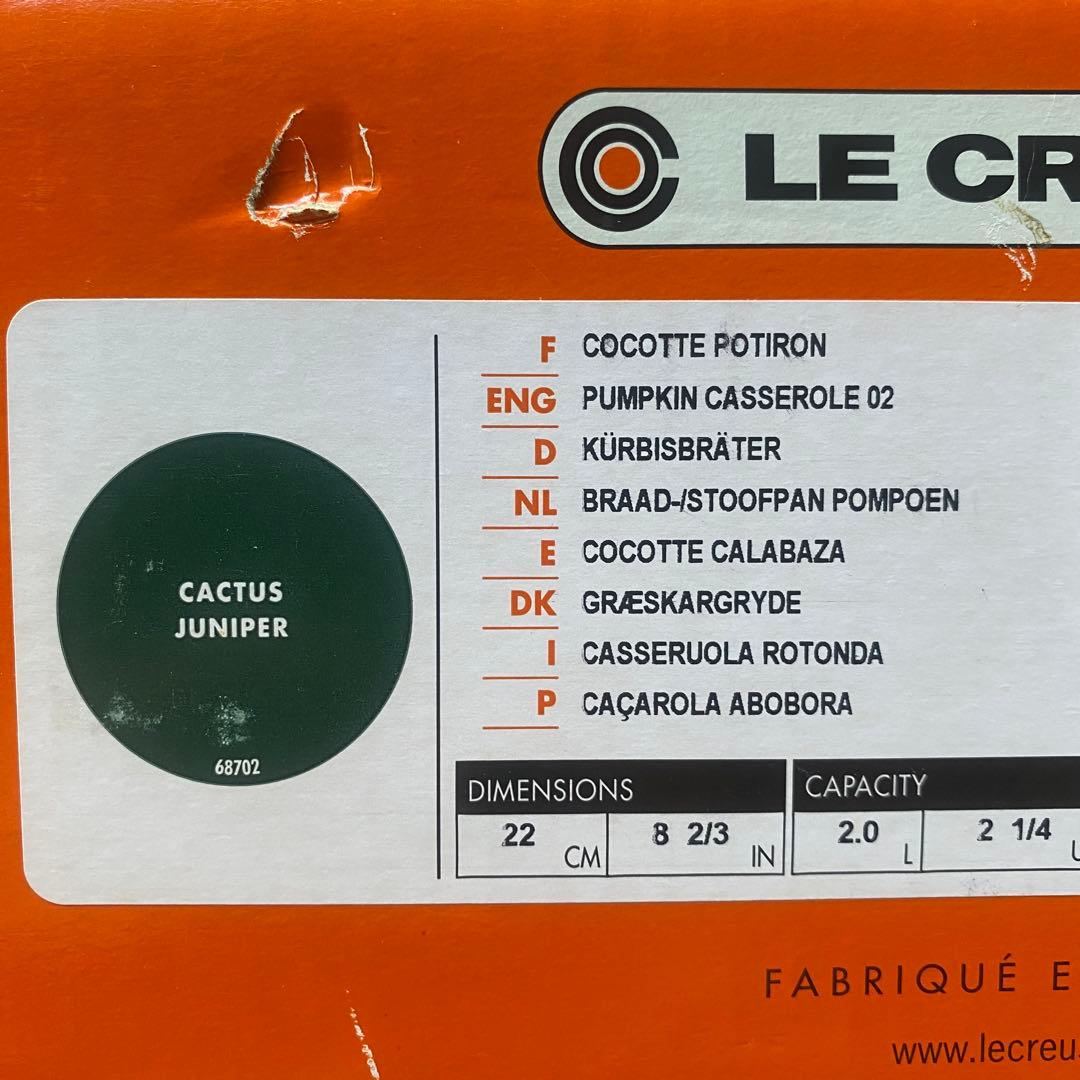 LE CR
F COCOTTE POTIRON
ENG PUMPKIN CASSEROLE 02
D KÜRBISBRÄTER
NL BRAAD-/STOOFPAN POMPOEN
E COCOTTE CALABAZA
DK GRÆSKARGRYDE
I CASSERUOLA ROTONDA
P CAÇAROLA ABOBORA
CACTUS
JUNIPER
68702
DIMENSIONS
22 CM 8 2/3 IN
CAPACITY
2.0 L 2 1/4
FABRIQUÉ E
www.lecreu